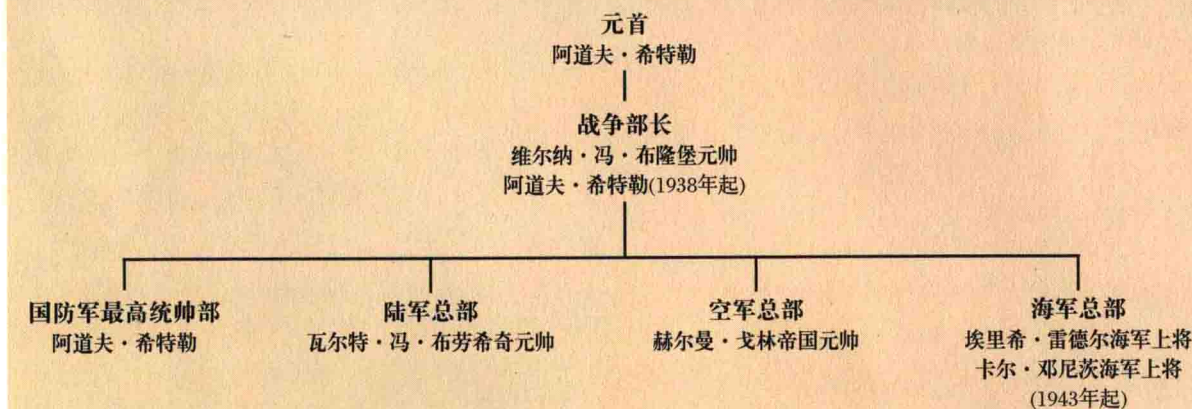 元首
阿道夫·希特勒
战争部长
维尔纳·冯·布隆堡元帅
阿道夫·希特勒(1938年起)
国防军最高统帅部
阿道夫·希特勒
陆军总部
瓦尔特·冯·布劳希奇元帅
空军总部
赫尔曼·戈林帝国元帅
海军总部
埃里希·雷德尔海军上将
卡尔·邓尼茨海军上将
(1943年起)